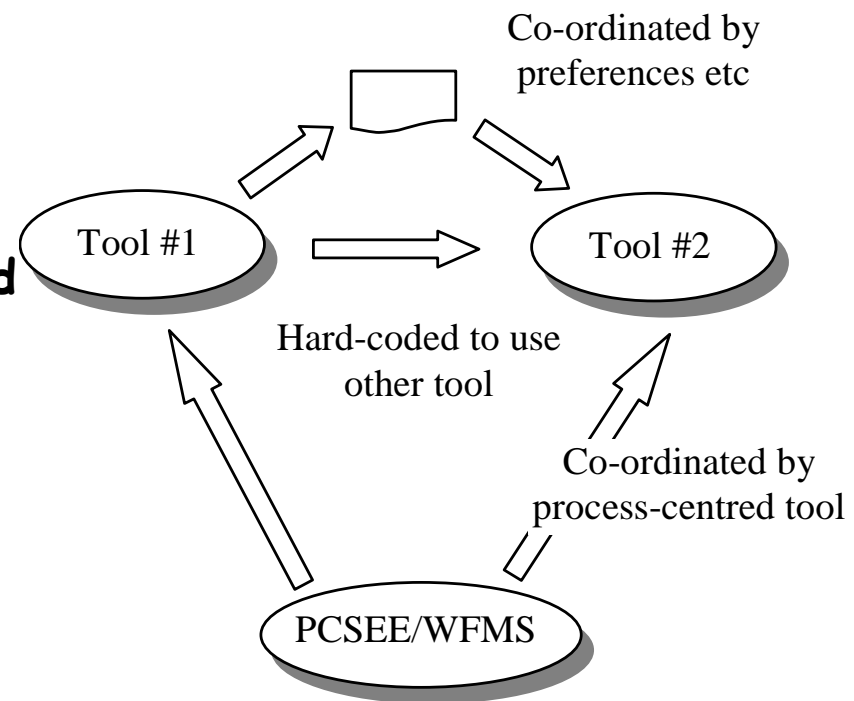 Co-ordinated by
preferences etc
Tool #1
Tool #2
d
Hard-coded to use
other tool
Co-ordinated by
process-centred tool
PCSEE/WFMS